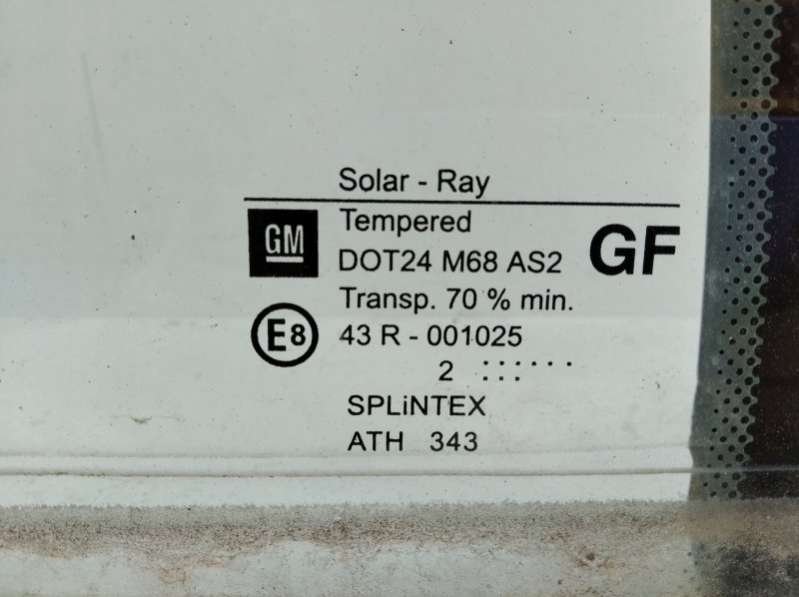 Solar - Ray
GM Tempered
DOT24 M68 AS2 GF
Transp. 70 % min.
E8 43 R - 001025
2 :::...
SPLiNTEX
ATH 343